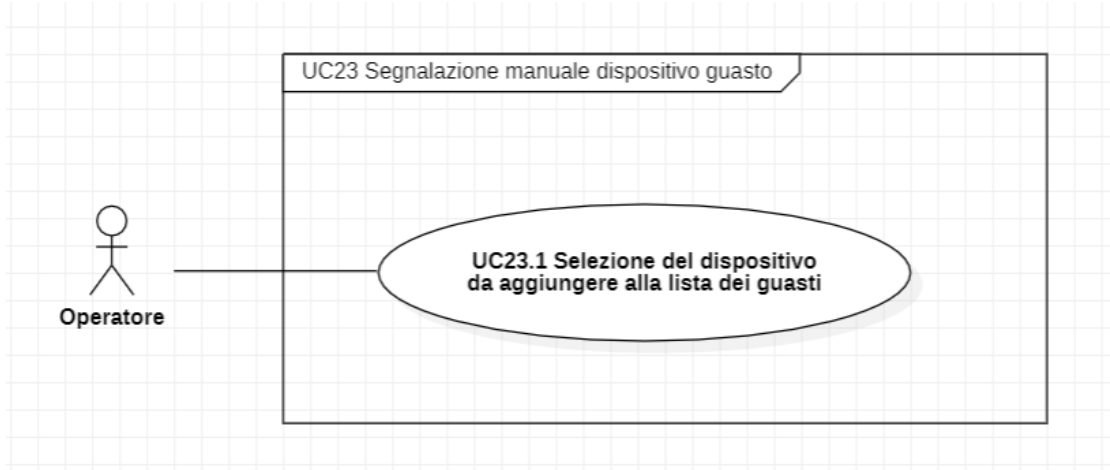 UC23 Segnalazione manuale dispositivo guasto
UC23.1 Selezione del dispositivo
da aggiungere alla lista dei guasti
Operatore